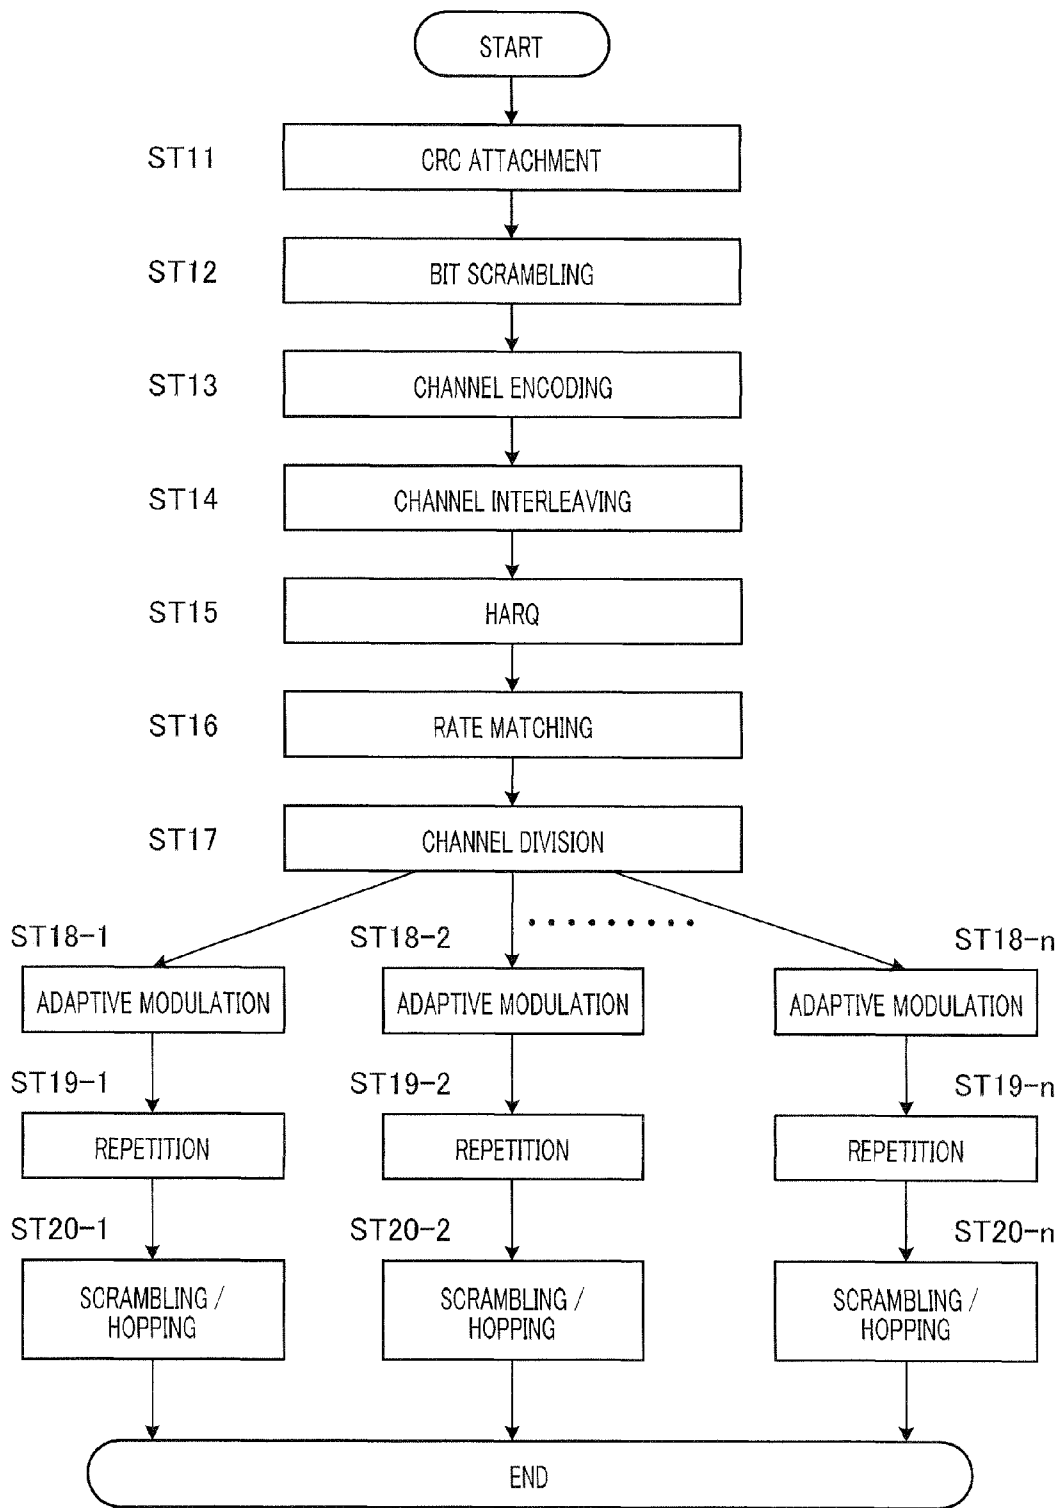 START
ST11
CRC ATTACHMENT
ST12
BIT SCRAMBLING
ST13
CHANNEL ENCODING
ST14
CHANNEL INTERLEAVING
ST15
HARQ
ST16
RATE MATCHING
ST17
CHANNEL DIVISION
ST18-1
ST18-2
ST18-n
ADAPTIVE MODULATION
ADAPTIVE MODULATION
ADAPTIVE MODULATION
ST19-1
ST19-2
ST19-n
REPETITION
REPETITION
REPETITION
ST20-1
ST20-2
ST20-n
SCRAMBLING /
HOPPING
SCRAMBLING /
HOPPING
SCRAMBLING /
HOPPING
END